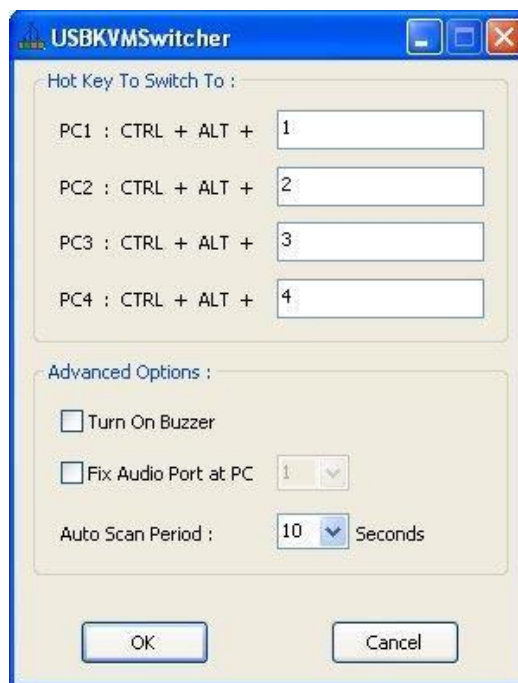 USBKVMSwitcher
Hot Key To Switch To :
PC1 : CTRL + ALT + 1
PC2 : CTRL + ALT + 2
PC3 : CTRL + ALT + 3
PC4 : CTRL + ALT + 4
Advanced Options :
Turn On Buzzer
Fix Audio Port at PC 1
Auto Scan Period : 10 Seconds
OK Cancel